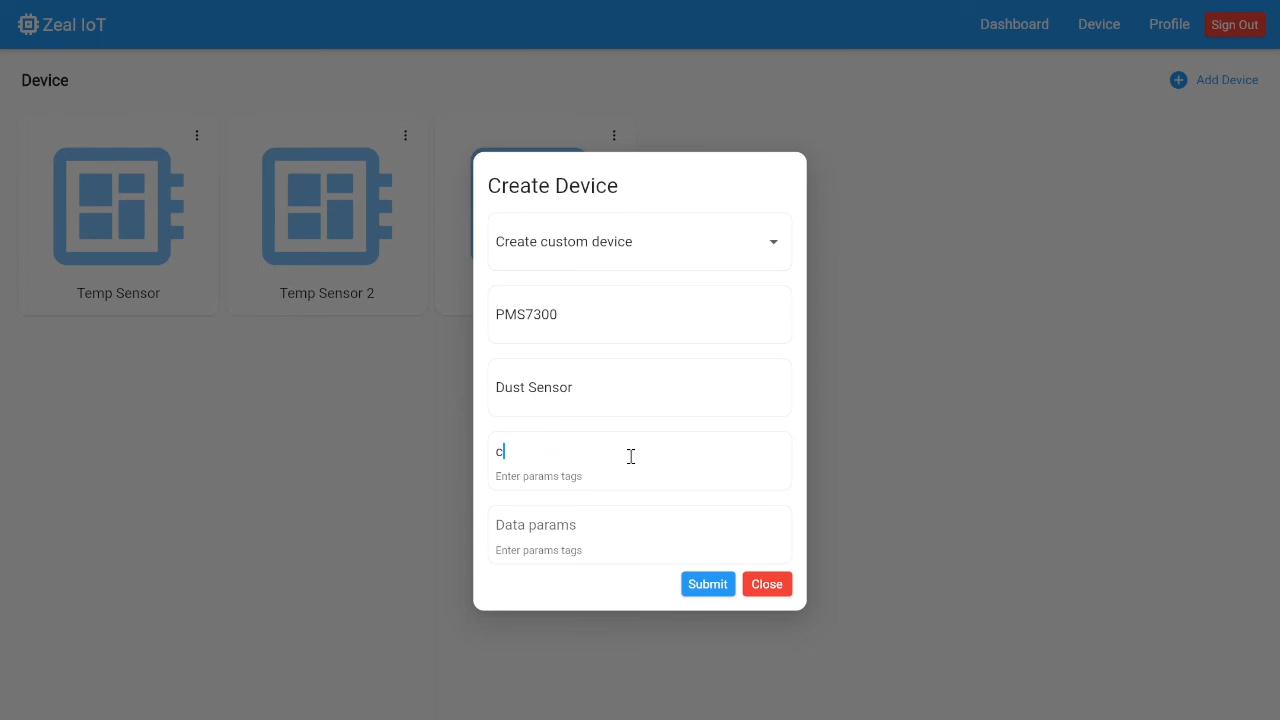 Zeal IoT
Dashboard
Device
Profile
Sign Out
Device
Add Device
Temp Sensor
Temp Sensor 2
Create Device
Create custom device
PMS7300
Dust Sensor
c
Enter params tags
Data params
Enter params tags
Submit
Close